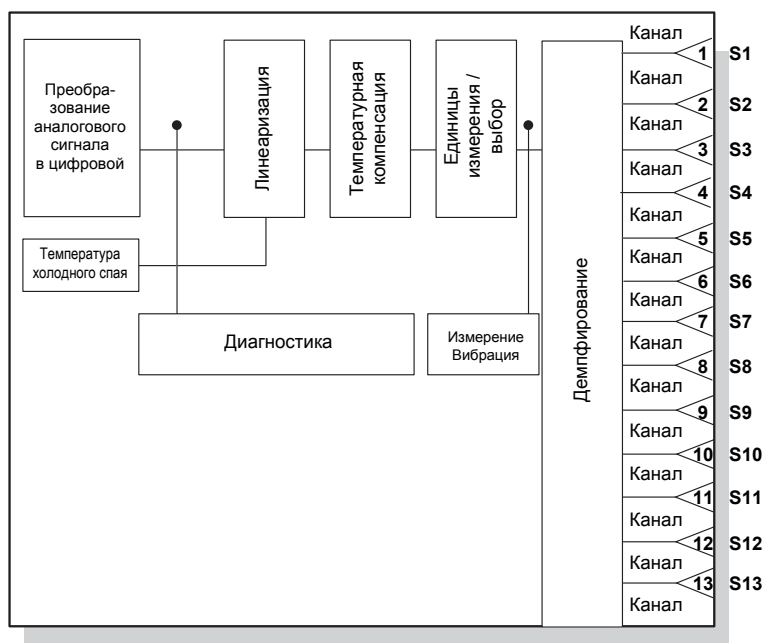 Преобра-
зование
аналогового
сигнала
в цифровой
Линеаризация
Температурная
компенсация
Единицы
измерения /
выбор
Температура
холодного спая
Диагностика
Измерение
Вибрация
Демпфирование
Канал
1 S1
Канал
2 S2
Канал
3 S3
Канал
4 S4
Канал
5 S5
Канал
6 S6
Канал
7 S7
Канал
8 S8
Канал
9 S9
Канал
10 S10
Канал
11 S11
Канал
12 S12
Канал
13 S13
Канал